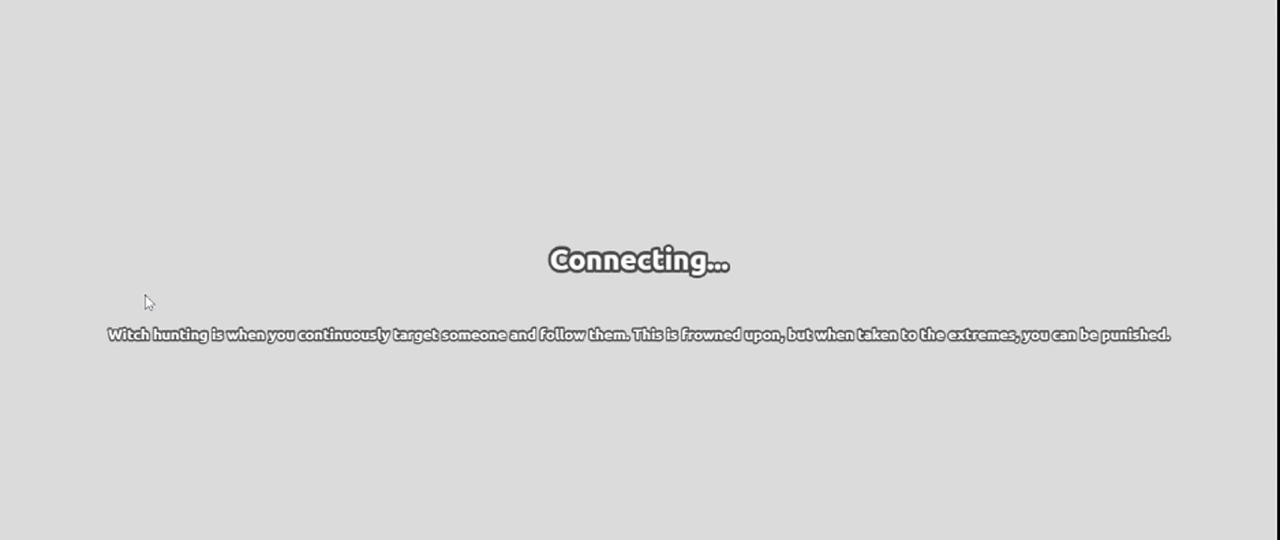 Connecting...
Witch hunting is when you continuously target someone and follow them. This is frowned upon, but when taken to the extremes, you can be punished.